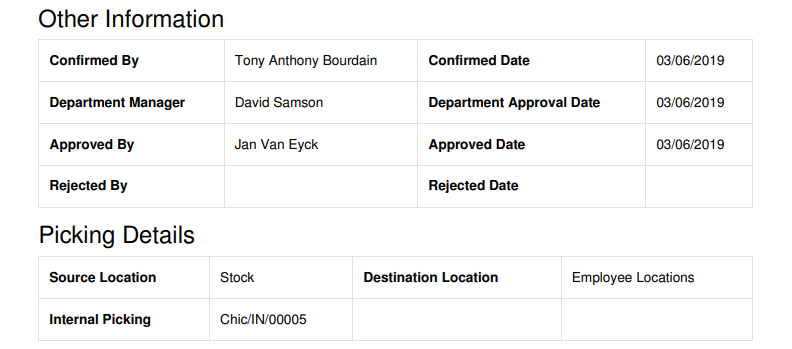 Other Information
Confirmed By Tony Anthony Bourdain Confirmed Date 03/06/2019
Department Manager David Samson Department Approval Date 03/06/2019
Approved By Jan Van Eyck Approved Date 03/06/2019
Rejected By Rejected Date
Picking Details
Source Location Stock Destination Location Employee Locations
Internal Picking Chic/IN/00005